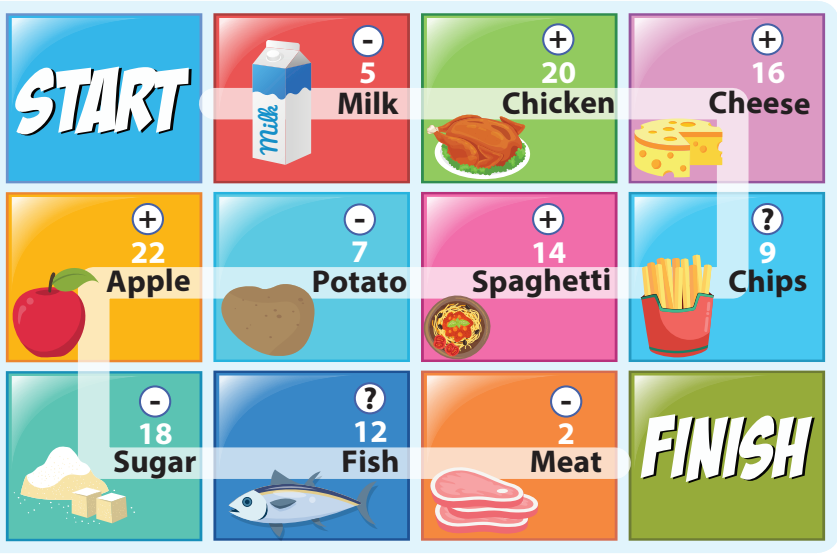 START
-
5
Milk
Milk
+
20
Chicken
+
16
Cheese
+
22
Apple
-
7
Potato
+
14
Spaghetti
?
9
Chips
-
18
Sugar
?
12
Fish
-
2
Meat
FINISH